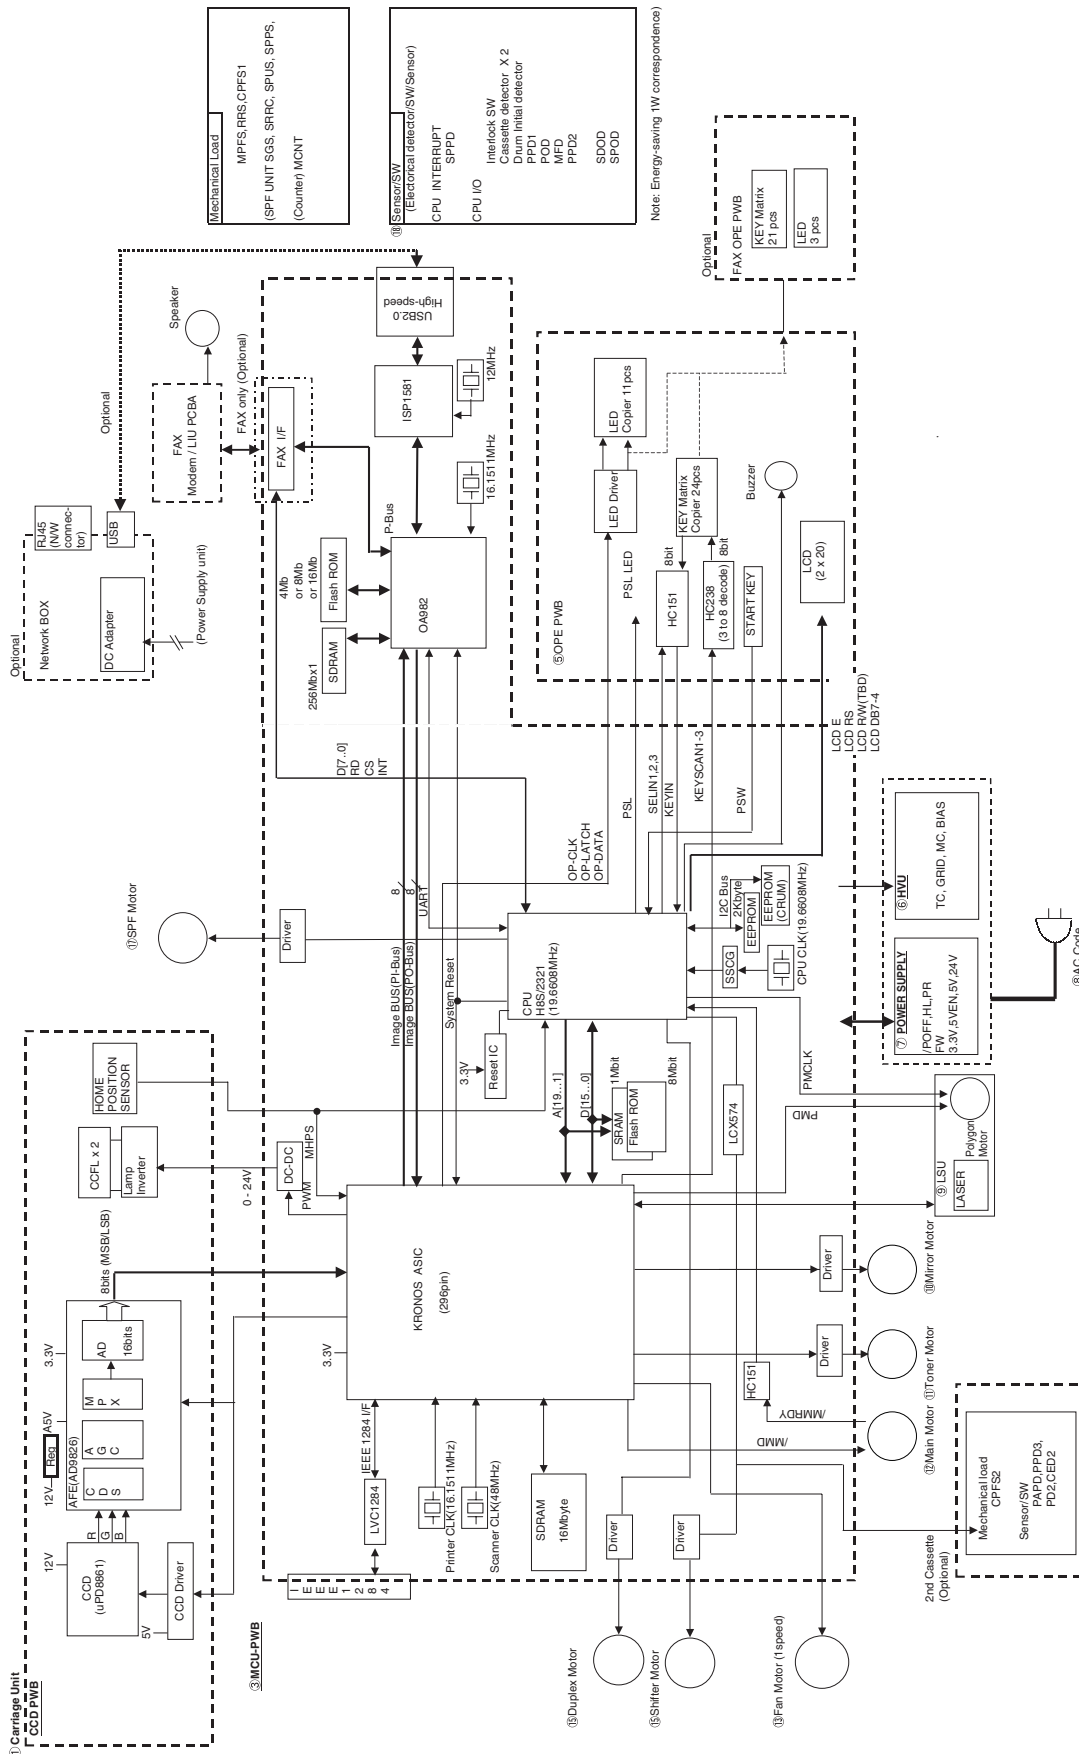 ① Carriage Unit
CCD PWB
12V
CCD
(uPD8861)
5V
CCD Driver
R
G
B
12V
Reg
A5V
AFE(AD9826)
C
D
S
A
G
C
M
P
X
3.3V
AD
16bits
8bits (MSB/LSB)
CCFL x 2
Lamp
Inverter
HOME
POSITION
SENSOR
0 - 24V
DC-DC
PWM
MHPS
⑰SPF Motor
Driver
③MCU-PWB
I
E
E
E
1
2
8
4
LVC1284
IEEE 1284 I/F
Printer CLK(16.1511MHz)
Scanner CLK(48MHz)
SDRAM
16Mbyte
3.3V
KRONOS ASIC
(296pin)
Image BUS(PI-Bus)
Image BUS(PO-Bus)
8
8
UART
System Reset
3.3V
Reset IC
CPU
H8S/2321
(19.6608MHz)
A[19...1]
D[15...0]
1Mbit
SRAM
Flash ROM
8Mbit
LCX574
SSCG
CPU CLK(19.6608MHz)
I2C Bus
2Kbyte
EEPROM
EEPROM
(CRUM)
D[7..0]
RD
CS
INT
OP-CLK
OP-LATCH
OP-DATA
PSL
SELIN1,2,3
KEYIN
KEYSCAN1-3
PSW
LCD E
LCD RS
LCD R/W(TBD)
LCD DB7-4
256Mbx1
SDRAM
4Mb
or 8Mb
or 16Mb
Flash ROM
OA982
P-Bus
16.1511MHz
ISP1581
12MHz
USB2.0
High-speed
FAX I/F
FAX only (Optional)
FAX
Modem / LIU PCBA
Speaker
Optional
Optional
Network BOX
DC Adapter
(Power Supply unit)
RJ45
(N/W
connec-
tor)
USB
Mechanical Load
MPFS,RRS,CPFS1
(SPF UNIT SGS, SRRC, SPUS, SPPS,
(Counter) MCNT
⑱Sensor/SW
(Electorical detector/SW/Sensor)
CPU INTERRUPT
SPPD
CPU I/O
Interlock SW
Cassette detector X 2
Drum Initial detector
PPD1
POD
MFD
PPD2
SDOD
SPOD
Note: Energy-saving 1W correspondence)
⑤OPE PWB
LED Driver
LED
Copier 11pcs
PSL LED
HC151
8bit
KEY Matrix
Copier 24pcs
HC238
(3 to 8 decode)
8bit
START KEY
Buzzer
LCD
(2 x 20)
Optional
FAX OPE PWB
KEY Matrix
21 pcs
LED
3 pcs
⑥HVU
TC, GRID, MC, BIAS
⑦ POWER SUPPLY
/POFF,HL,PR
FW
3.3V,5VEN,5V,24V
⑧AC Code
PMCLK
PMD
⑨ LSU
LASER
Polygon
Motor
Driver
⑩Mirror Motor
Driver
⑪Toner Motor
HC151
/MMRDY
/MMD
⑫Main Motor
2nd Cassette
(Optional)
Mechanical load
CPFS2
Sensor/SW
PAPD,PPD3,
PD2,CED2
Driver
Driver
⑮Duplex Motor
⑯Shifter Motor
⑬Fan Motor (1speed)